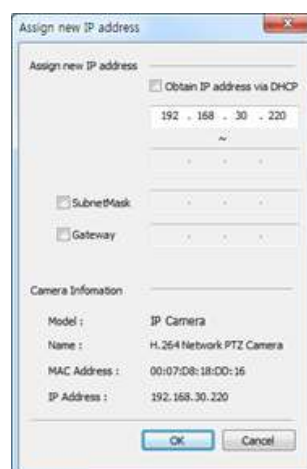 Assign new IP address
Assign new IP address
Obtain IP address via DHCP
192 . 168 . 30 . 220
~
. . .
SubnetMask . . .
Gateway . . .
Camera Infomation
Model : IP Camera
Name : H.264 Network PTZ Camera
MAC Address : 00:07:D8:18:DD:16
IP Address : 192.168.30.220
OK Cancel